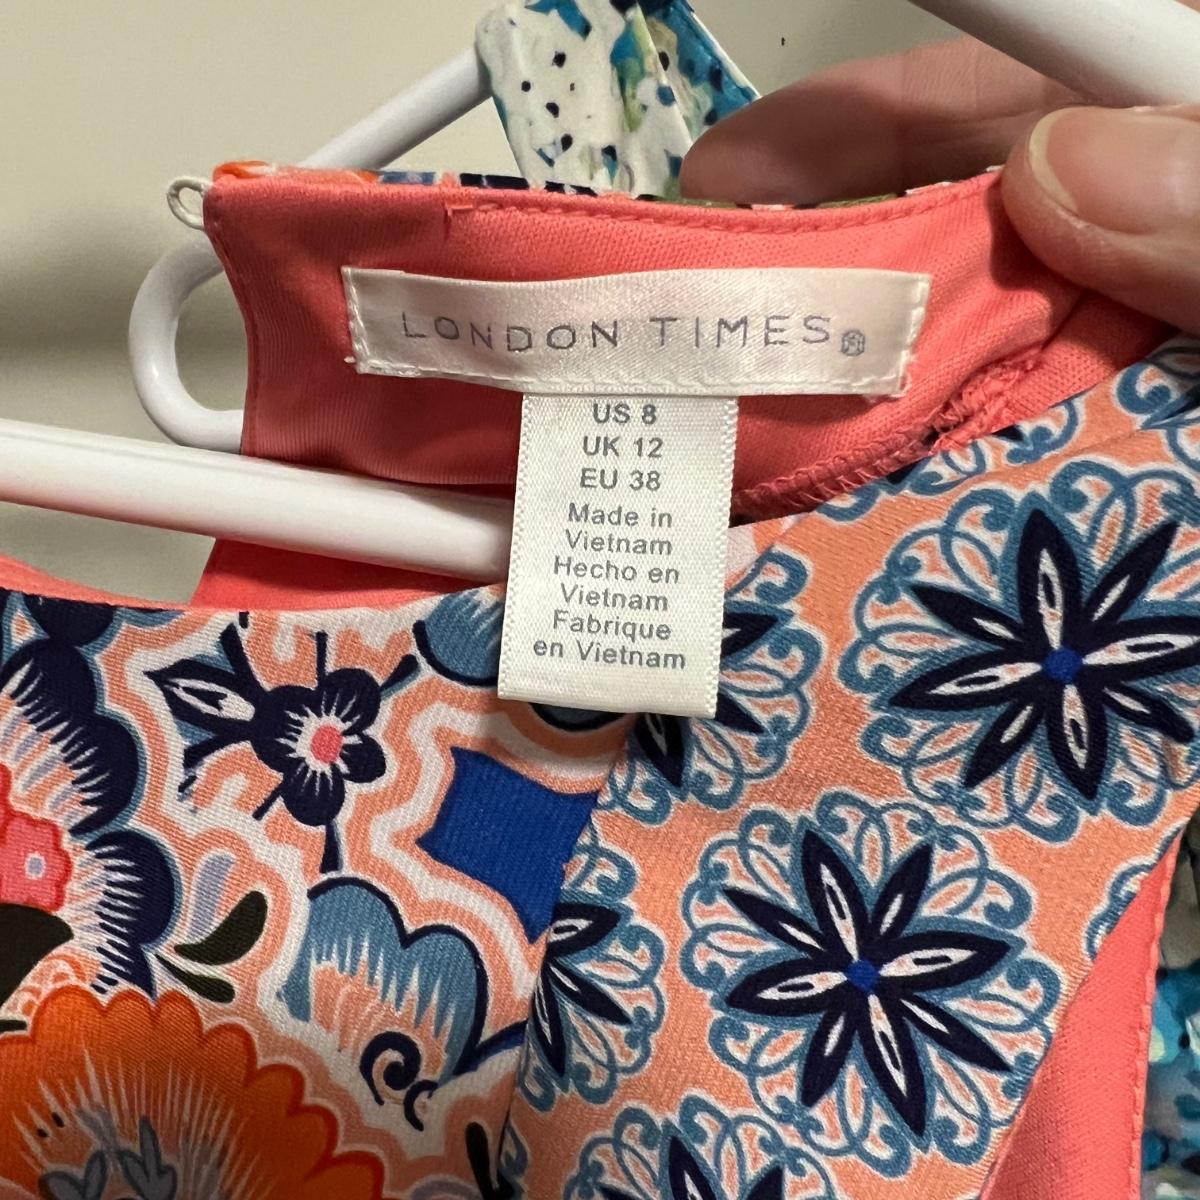 LONDON TIMES®
US 8
UK 12
EU 38
Made in
Vietnam
Hecho en
Vietnam
Fabrique
en Vietnam